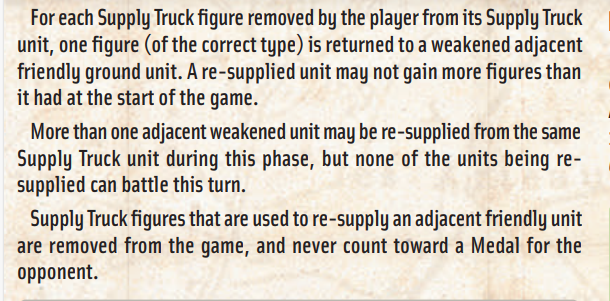 For each Supply Truck figure removed by the player from its Supply Truck
unit, one figure (of the correct type) is returned to a weakened adjacent
friendly ground unit. A re-supplied unit may not gain more figures than
it had at the start of the game.
More than one adjacent weakened unit may be re-supplied from the same
Supply Truck unit during this phase, but none of the units being re-
supplied can battle this turn.
Supply Truck figures that are used to re-supply an adjacent friendly unit
are removed from the game, and never count toward a Medal for the
opponent.